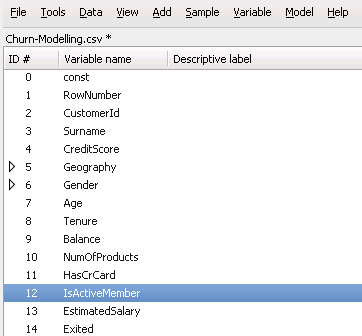 File Tools Data View Add Sample Variable Model Help
Churn-Modelling.csv *
ID # Variable name Descriptive label
0 const
1 RowNumber
2 CustomerId
3 Surname
4 CreditScore
5 Geography
6 Gender
7 Age
8 Tenure
9 Balance
10 NumOfProducts
11 HasCrCard
12 IsActiveMember
13 EstimatedSalary
14 Exited